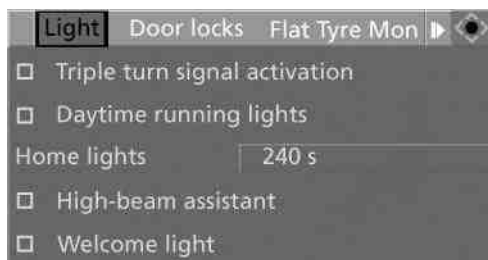 Light Door locks Flat Tyre Mon
Triple turn signal activation
Daytime running lights
Home lights 240 s
High-beam assistant
Welcome light